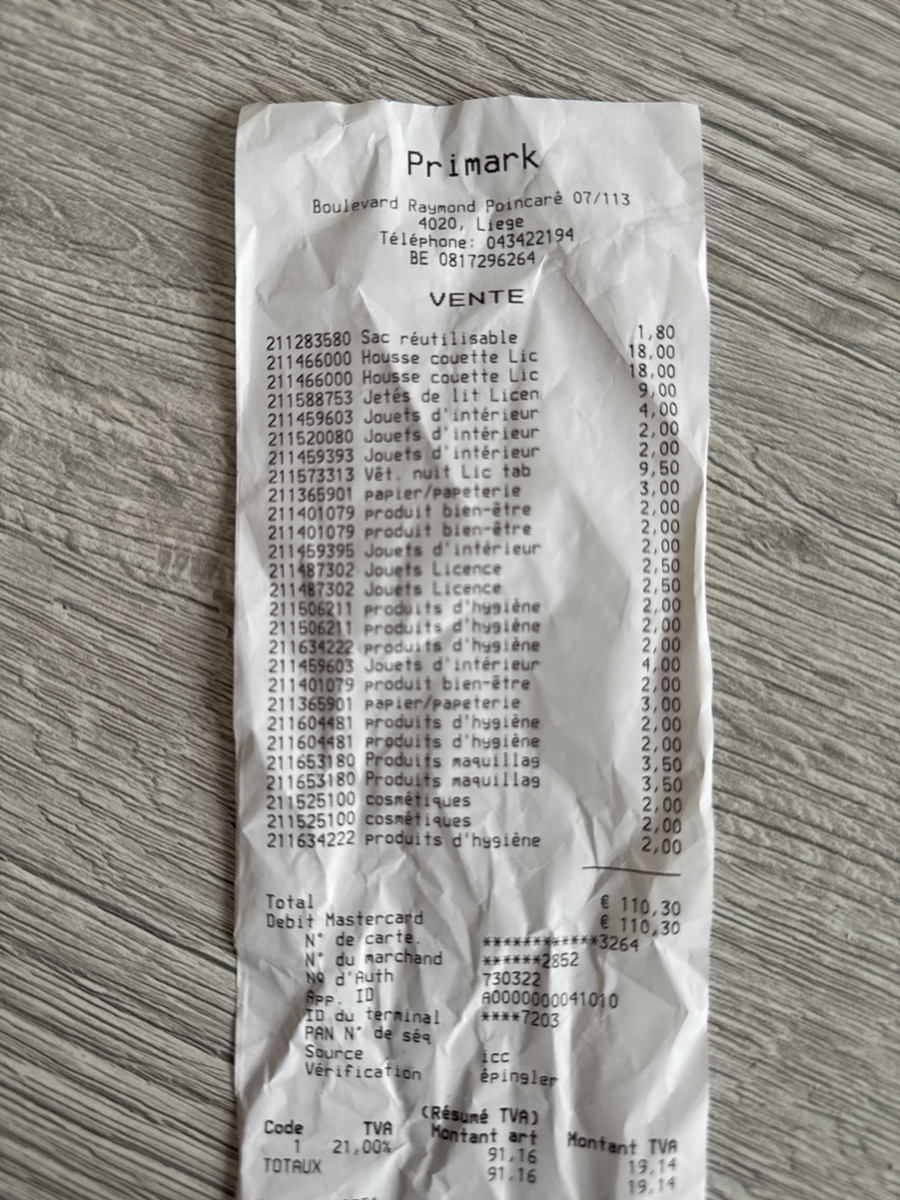 Primark
Boulevard Raymond Poincaré 07/113
4020, Liege
Téléphone: 043422194
BE 0817296264
VENTE
211283580 Sac réutilisable 1,80
211466000 Housse couette Lic 18,00
211466000 Housse couette Lic 18,00
211588753 Jetés de lit Licen 9,00
211459603 Jouets d'intérieur 4,00
211520080 Jouets d'intérieur 2,00
211459393 Jouets d'intérieur 2,00
211573313 Vêt. nuit Lic tab 9,50
211365901 papier/papeterie 3,00
211401079 produit bien-être 2,00
211401079 produit bien-être 2,00
211459395 Jouets d'intérieur 2,00
211487302 Jouets Licence 2,50
211487302 Jouets Licence 2,50
211506211 produits d'hygiène 2,00
211506211 produits d'hygiène 2,00
211634222 produits d'hygiène 2,00
211459603 Jouets d'intérieur 4,00
211401079 produit bien-être 2,00
211365901 papier/papeterie 3,00
211604481 produits d'hygiène 2,00
211604481 produits d'hygiène 2,00
211653180 Produits maquillag 3,50
211653180 Produits maquillag 3,50
211525100 cosmétiques 2,00
211525100 cosmétiques 2,00
211634222 produits d'hygiène 2,00
Total € 110,30
Debit Mastercard € 110,30
N° de carte. ************3264
N° du marchand ******2852
NO d'Auth 730322
App. ID A0000000041010
ID du terminal ****7203
PAN N° de séq
Source icc
Vérification épingler
(Résumé TVA)
Code TVA Montant art Montant TVA
1 21,00% 91,16 19,14
TOTAUX 91,16 19,14